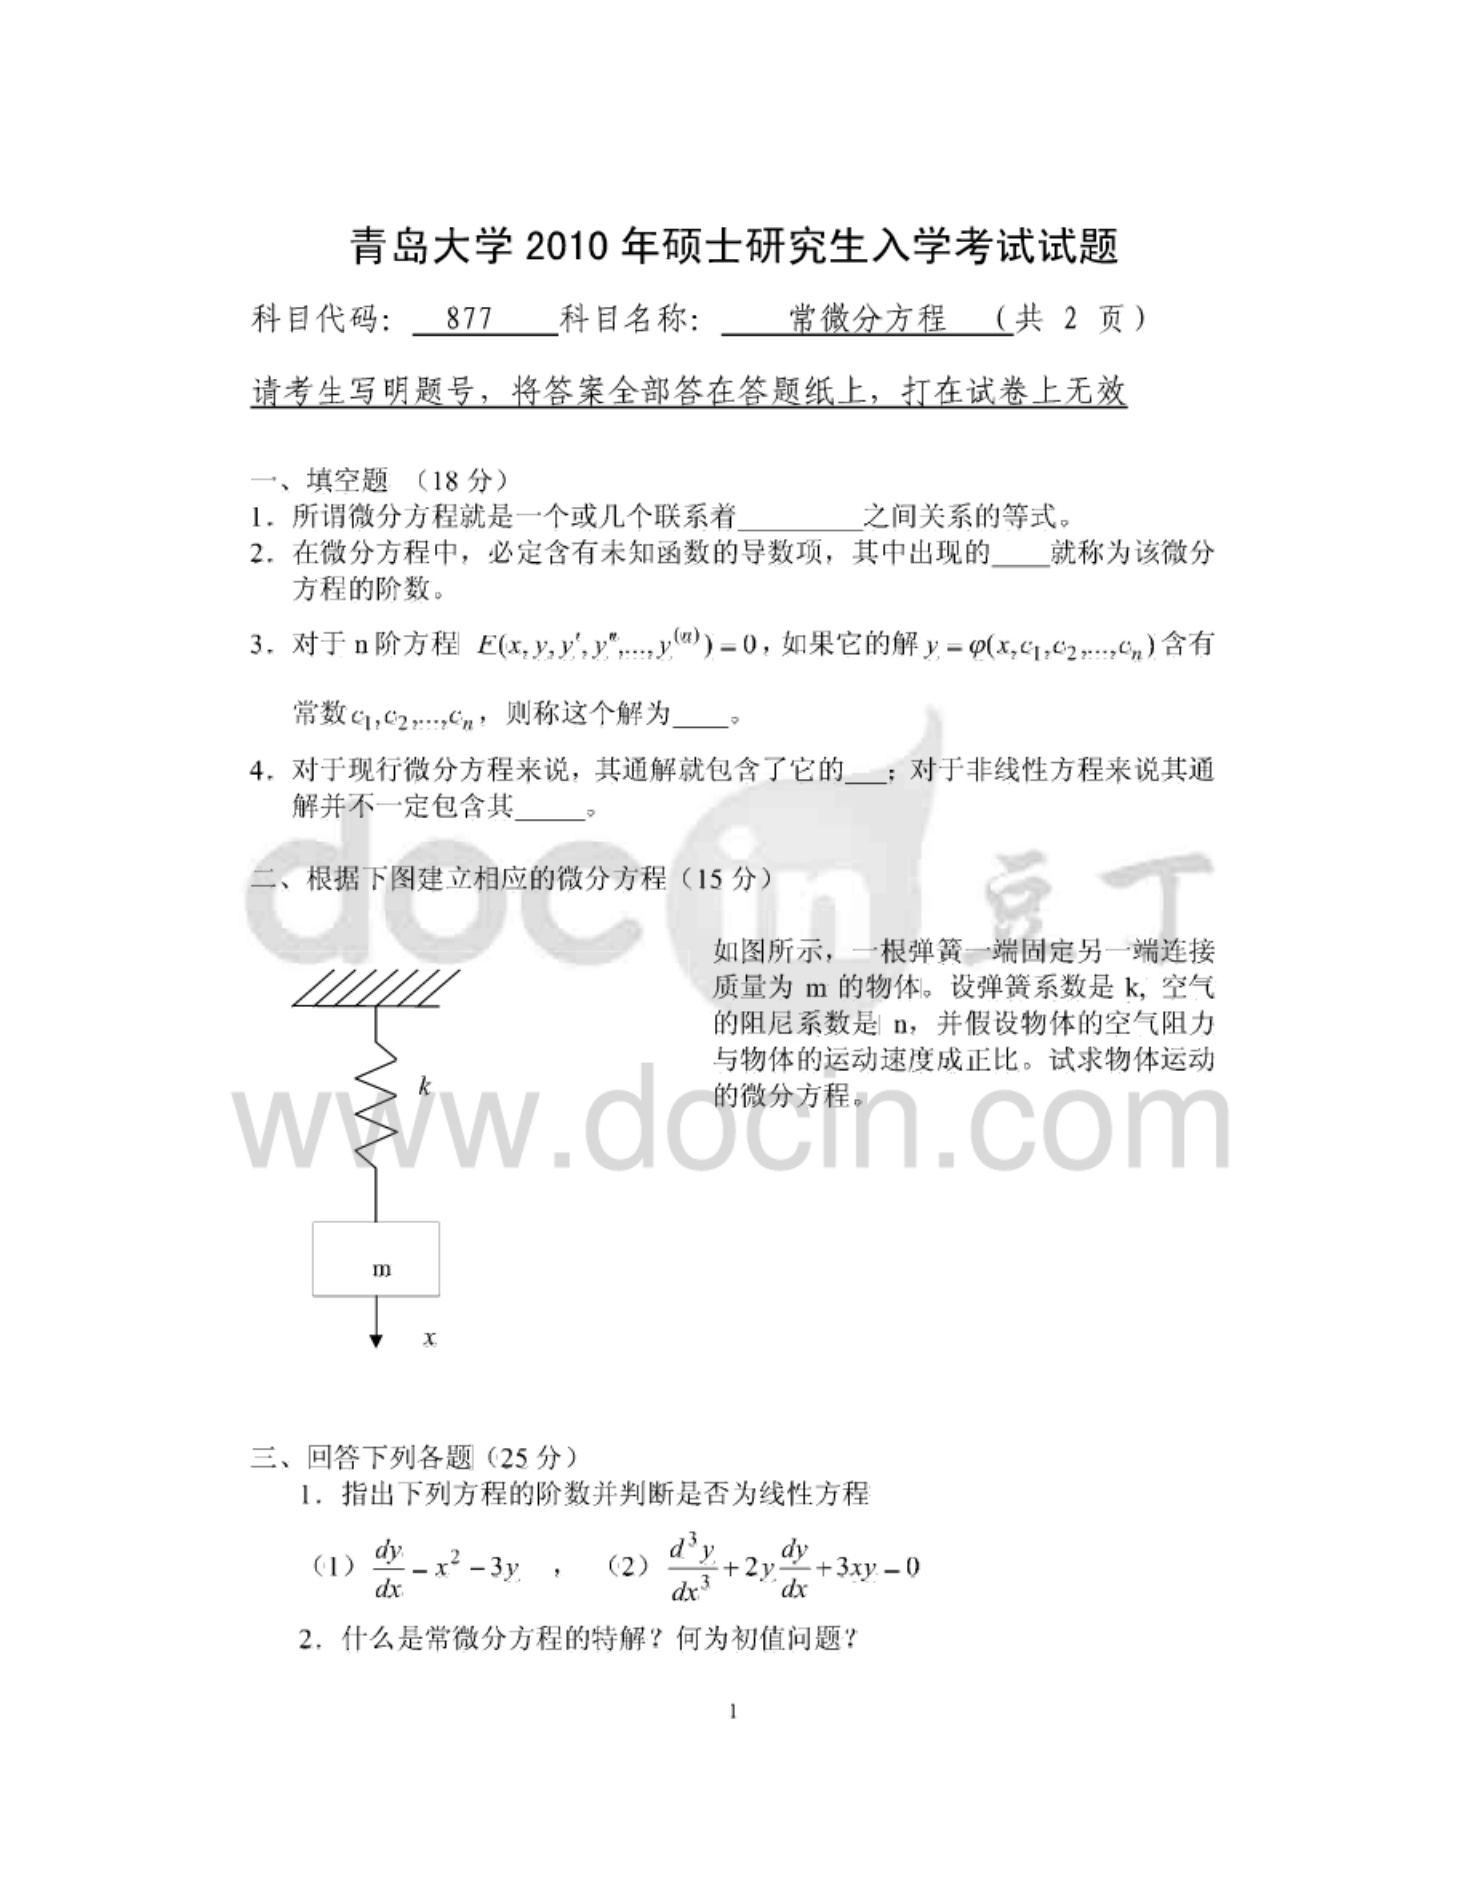 青岛大学 2010 年硕士研究生入学考试试题
科目代码： 877 科目名称： 常微分方程 （共 2 页）
请考生写明题号，将答案全部答在答题纸上，打在试卷上无效
一、填空题 （18 分）
1．所谓微分方程就是一个或几个联系着_________之间关系的等式。
2．在微分方程中，必定含有未知函数的导数项，其中出现的____就称为该微分
方程的阶数。
3．对于 n 阶方程 F(x, y, y′, y″,..., y⁽ⁿ⁾) = 0，如果它的解 y = φ(x,c₁,c₂,...,cₙ) 含有
常数 c₁,c₂,...,cₙ，则称这个解为____。
4．对于现行微分方程来说，其通解就包含了它的___；对于非线性方程来说其通
解并不一定包含其_____。
二、根据下图建立相应的微分方程（15 分）
如图所示，一根弹簧一端固定另一端连接
质量为 m 的物体。设弹簧系数是 k, 空气
的阻尼系数是 n，并假设物体的空气阻力
与物体的运动速度成正比。试求物体运动
的微分方程。
k
m
x
三、回答下列各题（25 分）
1．指出下列方程的阶数并判断是否为线性方程
（1）dy/dx = x² − 3y ， （2）d³y/dx³ + 2y dy/dx + 3xy = 0
2．什么是常微分方程的特解？何为初值问题？
1
docin 豆丁
www.docin.com